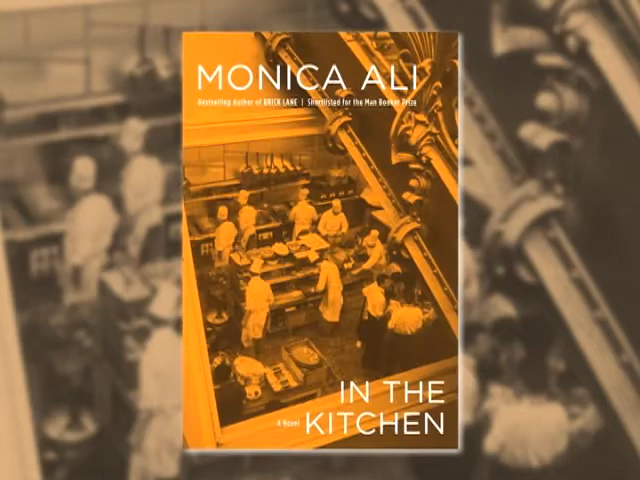 MONICA ALI
Bestselling Author of BRICK LANE | Shortlisted for the Man Booker Prize
IN THE
A Novel KITCHEN